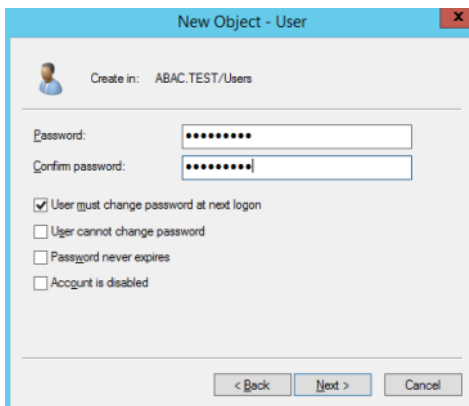 New Object - User
x
Create in: ABAC.TEST/Users
Password: •••••••••
Confirm password: •••••••••
User must change password at next logon
User cannot change password
Password never expires
Account is disabled
< Back Next > Cancel